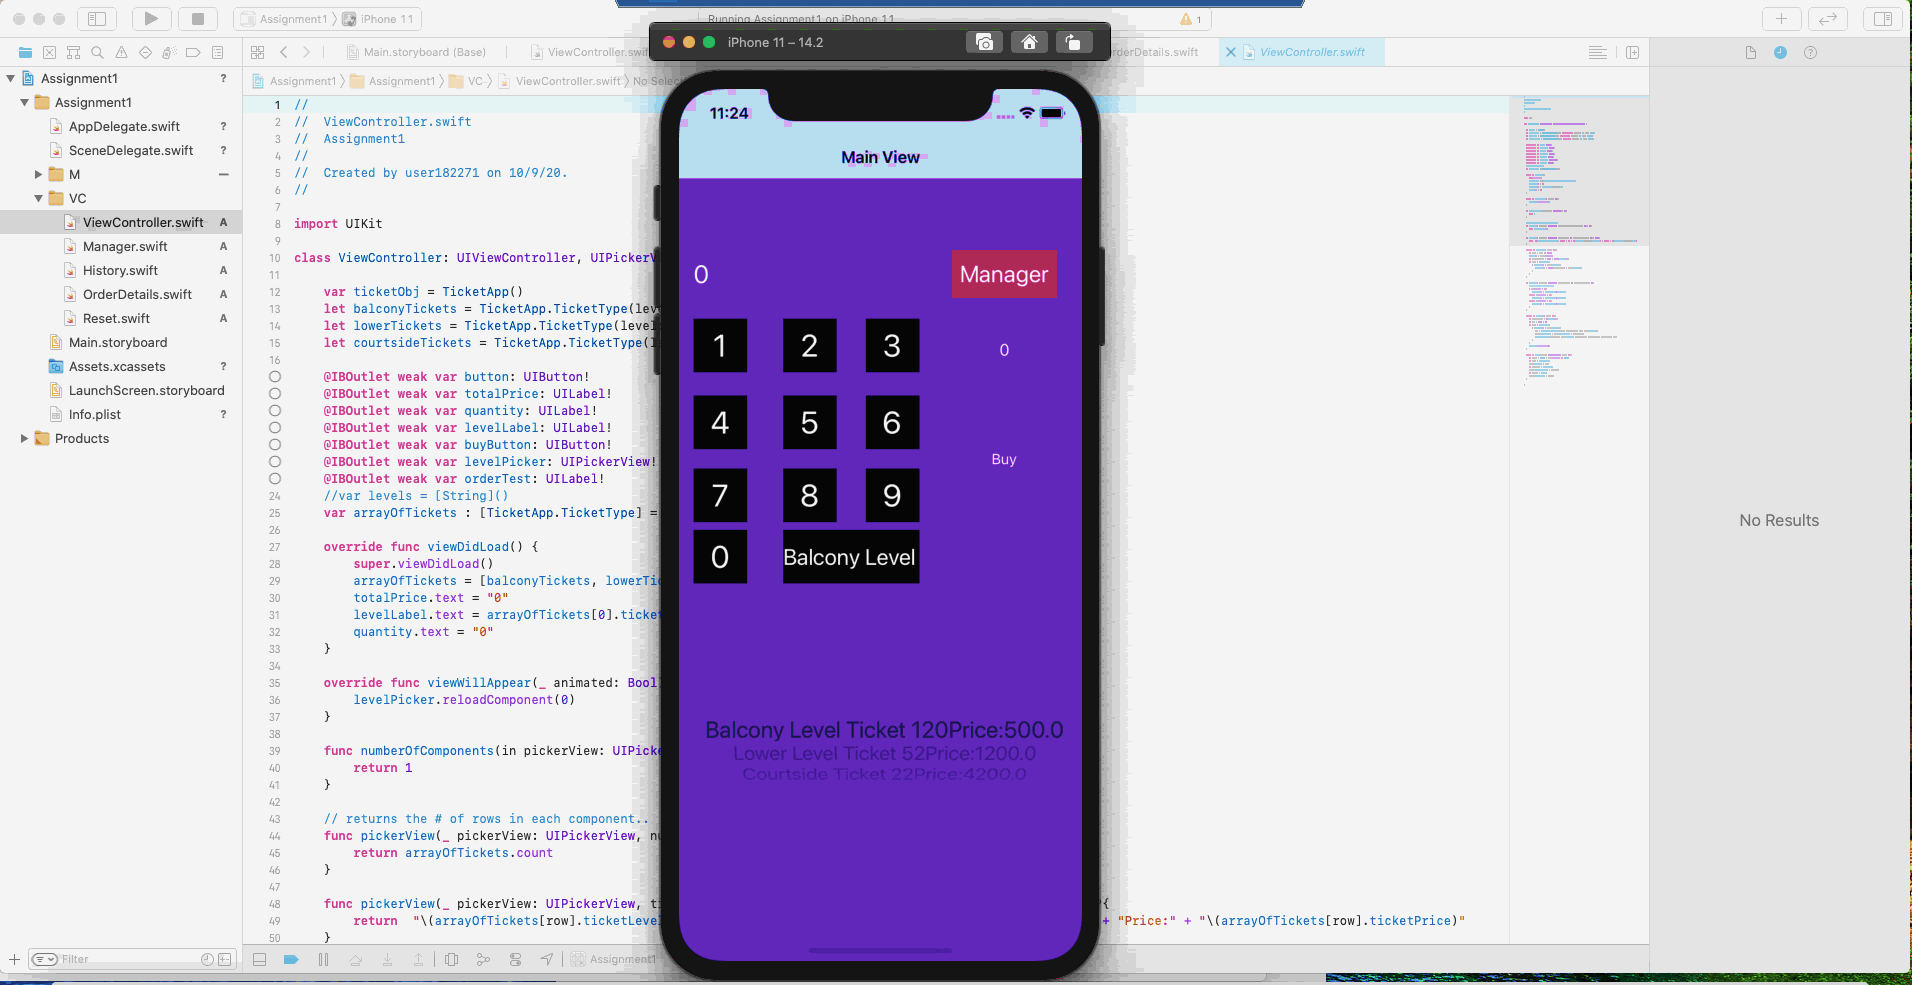 Assignment1 〉 iPhone 11
Running Assignment1 on iPhone 11
1
Main.storyboard (Base)
ViewController.swift
OrderDetails.swift
ViewController.swift
iPhone 11 – 14.2
Assignment1 〉 Assignment1 〉 VC 〉 ViewController.swift 〉 No Selec
Assignment1 ?
Assignment1
AppDelegate.swift ?
SceneDelegate.swift ?
M –
VC
ViewController.swift A
Manager.swift A
History.swift A
OrderDetails.swift A
Reset.swift A
Main.storyboard
Assets.xcassets ?
LaunchScreen.storyboard
Info.plist ?
Products
Filter
1 //
2 // ViewController.swift
3 // Assignment1
4 //
5 // Created by user182271 on 10/9/20.
6 //
7
8 import UIKit
9
10 class ViewController: UIViewController, UIPickerV
11
12 var ticketObj = TicketApp()
13 let balconyTickets = TicketApp.TicketType(lev
14 let lowerTickets = TicketApp.TicketType(level
15 let courtsideTickets = TicketApp.TicketType(l
16
@IBOutlet weak var button: UIButton!
@IBOutlet weak var totalPrice: UILabel!
@IBOutlet weak var quantity: UILabel!
@IBOutlet weak var levelLabel: UILabel!
@IBOutlet weak var buyButton: UIButton!
@IBOutlet weak var levelPicker: UIPickerView!
@IBOutlet weak var orderTest: UILabel!
24 //var levels = [String]()
25 var arrayOfTickets : [TicketApp.TicketType] =
26
27 override func viewDidLoad() {
28 super.viewDidLoad()
29 arrayOfTickets = [balconyTickets, lowerTic
30 totalPrice.text = "0"
31 levelLabel.text = arrayOfTickets[0].ticket
32 quantity.text = "0"
33 }
34
35 override func viewWillAppear(_ animated: Bool)
36 levelPicker.reloadComponent(0)
37 }
38
39 func numberOfComponents(in pickerView: UIPicke
40 return 1
41 }
42
43 // returns the # of rows in each component..
44 func pickerView(_ pickerView: UIPickerView, nu
45 return arrayOfTickets.count
46 }
47
48 func pickerView(_ pickerView: UIPickerView, ti ?{
49 return "\(arrayOfTickets[row].ticketLevel + "Price:" + "\(arrayOfTickets[row].ticketPrice)"
50 }
Assignment1
11:24
Main View
0
Manager
1 2 3
0
4 5 6
Buy
7 8 9
0 Balcony Level
Balcony Level Ticket 120Price:500.0
Lower Level Ticket 52Price:1200.0
Courtside Ticket 22Price:4200.0
No Results